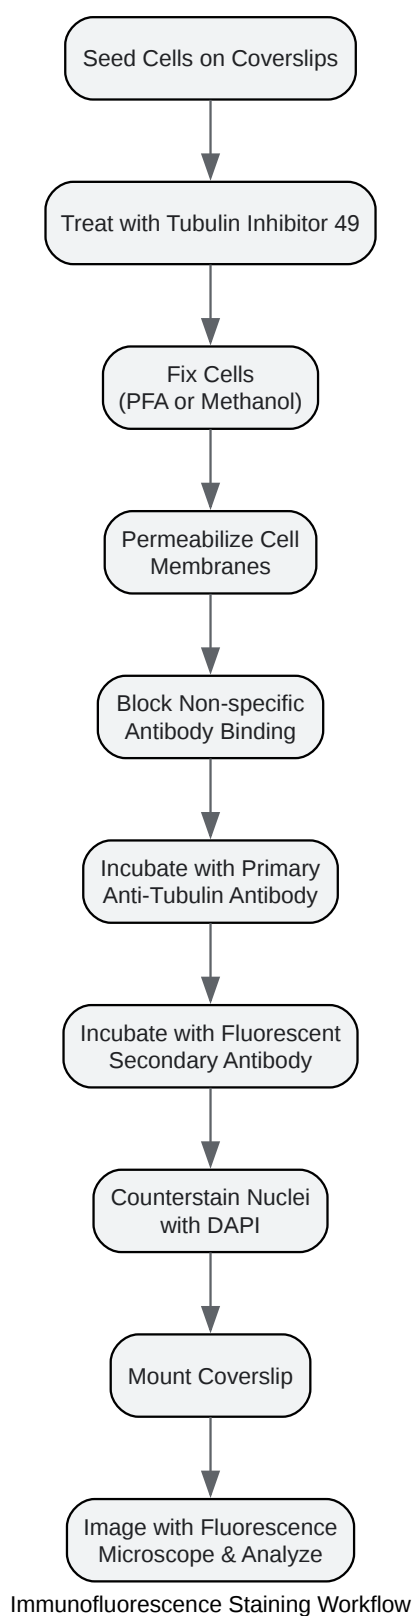 Seed Cells on Coverslips
Treat with Tubulin Inhibitor 49
Fix Cells
(PFA or Methanol)
Permeabilize Cell
Membranes
Block Non-specific
Antibody Binding
Incubate with Primary
Anti-Tubulin Antibody
Incubate with Fluorescent
Secondary Antibody
Counterstain Nuclei
with DAPI
Mount Coverslip
Image with Fluorescence
Microscope & Analyze
Immunofluorescence Staining Workflow